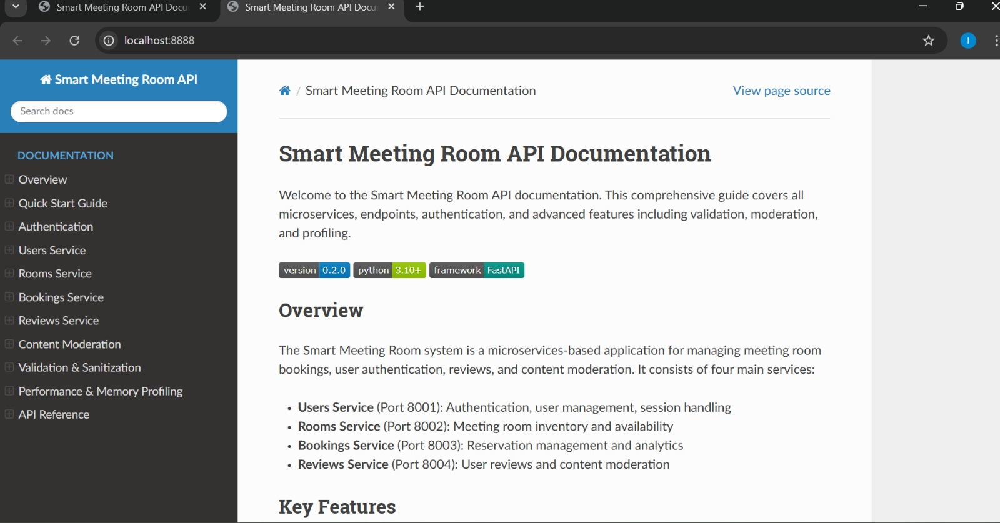 Smart Meeting Room API Docu
Smart Meeting Room API Docu
localhost:8888
I
Smart Meeting Room API
Search docs
DOCUMENTATION
Overview
Quick Start Guide
Authentication
Users Service
Rooms Service
Bookings Service
Reviews Service
Content Moderation
Validation & Sanitization
Performance & Memory Profiling
API Reference
/ Smart Meeting Room API Documentation
View page source
Smart Meeting Room API Documentation
Welcome to the Smart Meeting Room API documentation. This comprehensive guide covers all
microservices, endpoints, authentication, and advanced features including validation, moderation,
and profiling.
version 0.2.0 python 3.10+ framework FastAPI
Overview
The Smart Meeting Room system is a microservices-based application for managing meeting room
bookings, user authentication, reviews, and content moderation. It consists of four main services:
• Users Service (Port 8001): Authentication, user management, session handling
• Rooms Service (Port 8002): Meeting room inventory and availability
• Bookings Service (Port 8003): Reservation management and analytics
• Reviews Service (Port 8004): User reviews and content moderation
Key Features